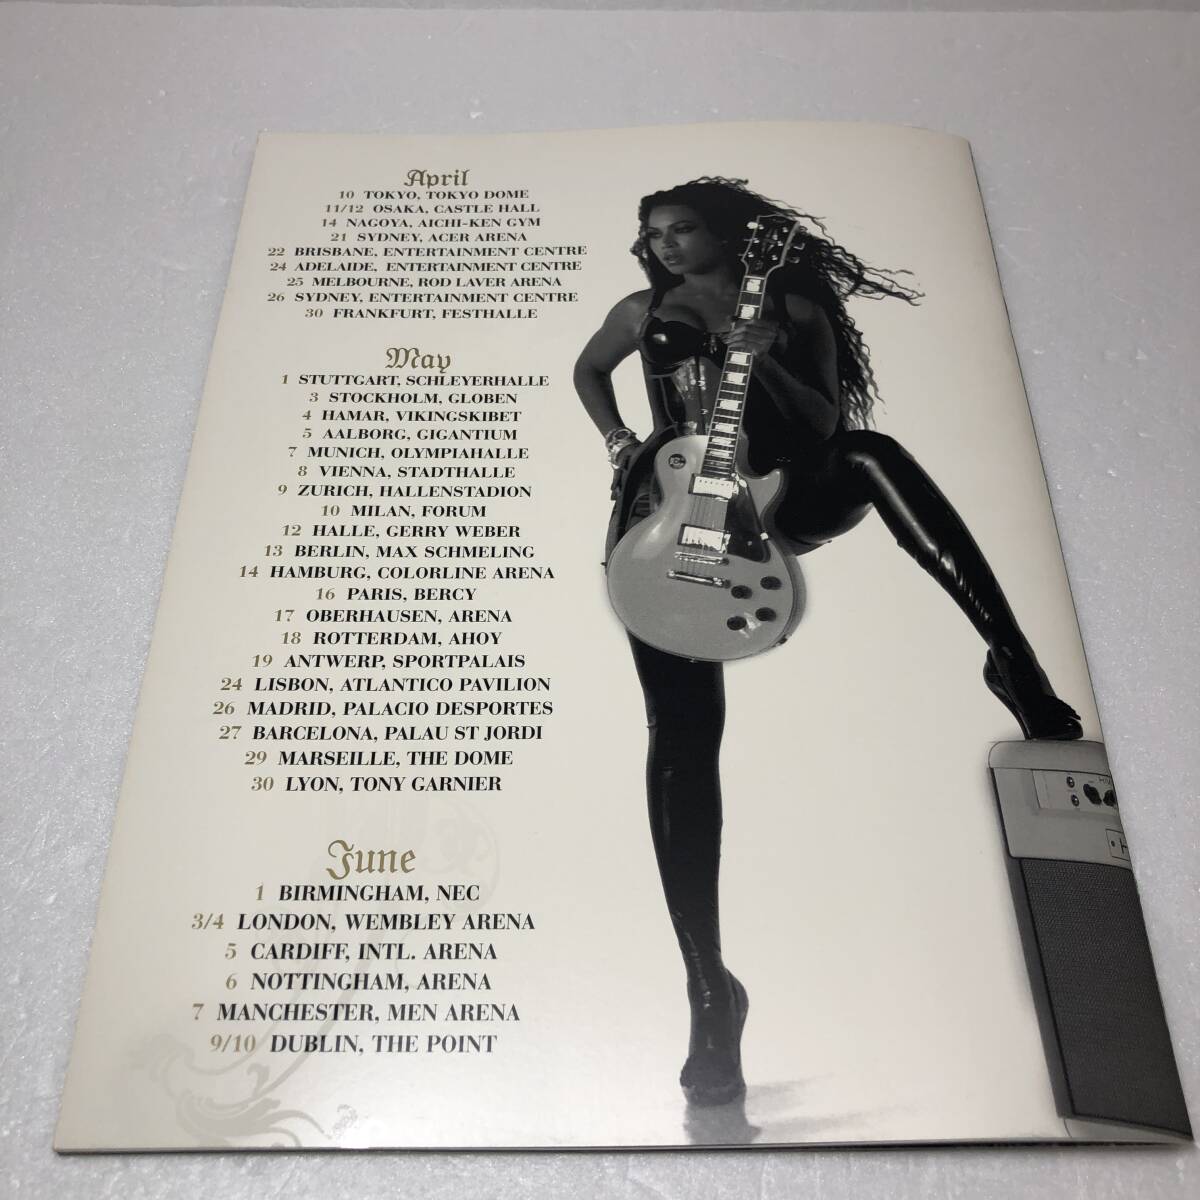 April
10 TOKYO, TOKYO DOME
11/12 OSAKA, CASTLE HALL
14 NAGOYA, AICHI-KEN GYM
21 SYDNEY, ACER ARENA
22 BRISBANE, ENTERTAINMENT CENTRE
24 ADELAIDE, ENTERTAINMENT CENTRE
25 MELBOURNE, ROD LAVER ARENA
26 SYDNEY, ENTERTAINMENT CENTRE
30 FRANKFURT, FESTHALLE
May
1 STUTTGART, SCHLEYERHALLE
3 STOCKHOLM, GLOBEN
4 HAMAR, VIKINGSKIBET
5 AALBORG, GIGANTIUM
7 MUNICH, OLYMPIAHALLE
8 VIENNA, STADTHALLE
9 ZURICH, HALLENSTADION
10 MILAN, FORUM
12 HALLE, GERRY WEBER
13 BERLIN, MAX SCHMELING
14 HAMBURG, COLORLINE ARENA
16 PARIS, BERCY
17 OBERHAUSEN, ARENA
18 ROTTERDAM, AHOY
19 ANTWERP, SPORTPALAIS
24 LISBON, ATLANTICO PAVILION
26 MADRID, PALACIO DESPORTES
27 BARCELONA, PALAU ST JORDI
29 MARSEILLE, THE DOME
30 LYON, TONY GARNIER
June
1 BIRMINGHAM, NEC
3/4 LONDON, WEMBLEY ARENA
5 CARDIFF, INTL. ARENA
6 NOTTINGHAM, ARENA
7 MANCHESTER, MEN ARENA
9/10 DUBLIN, THE POINT